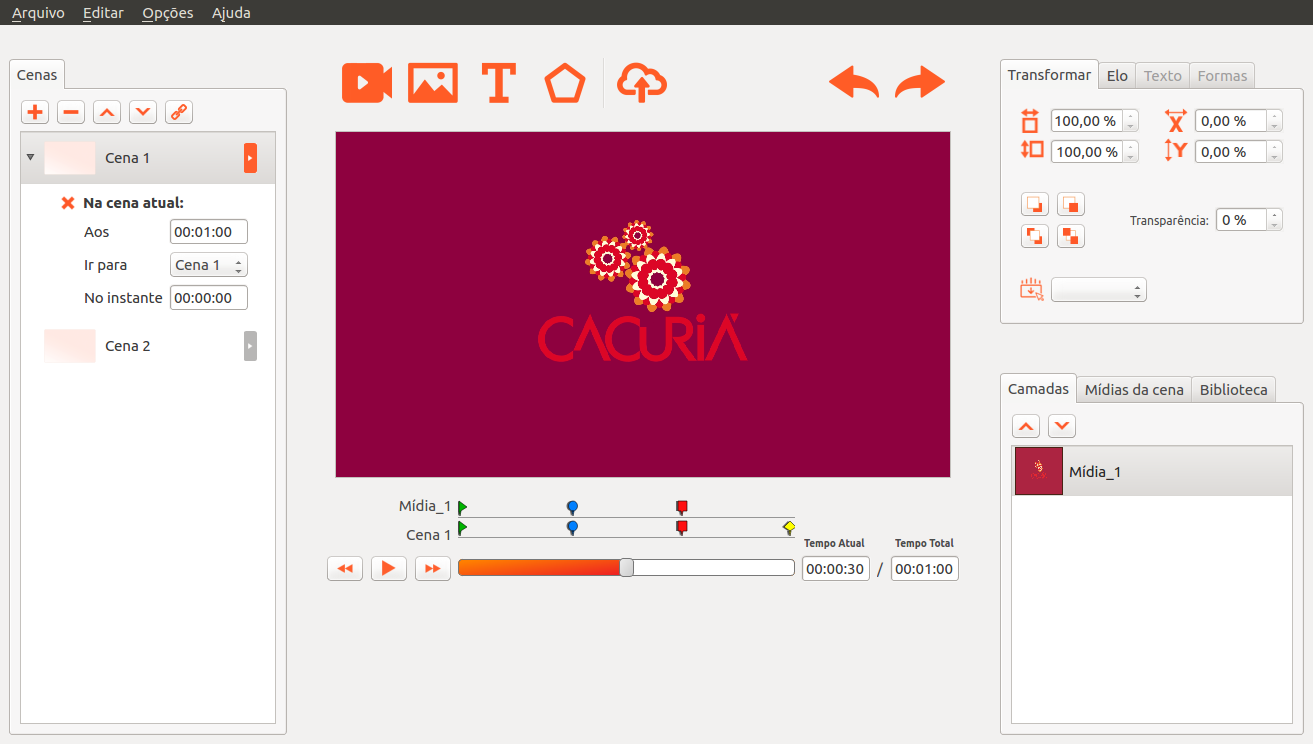 Arquivo Editar Opções Ajuda
Cenas
Cena 1
Na cena atual:
Aos 00:01:00
Ir para Cena 1
No instante 00:00:00
Cena 2
CACURIÁ
Mídia_1
Cena 1
Tempo Atual Tempo Total
00:00:30 / 00:01:00
Transformar Elo Texto Formas
100,00 % X 0,00 %
100,00 % Y 0,00 %
Transparência: 0 %
Camadas Mídias da cena Biblioteca
Mídia_1